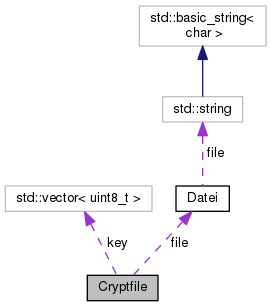 std::basic_string<
char >
std::string
file
std::vector< uint8_t >
Datei
key
file
Cryptfile